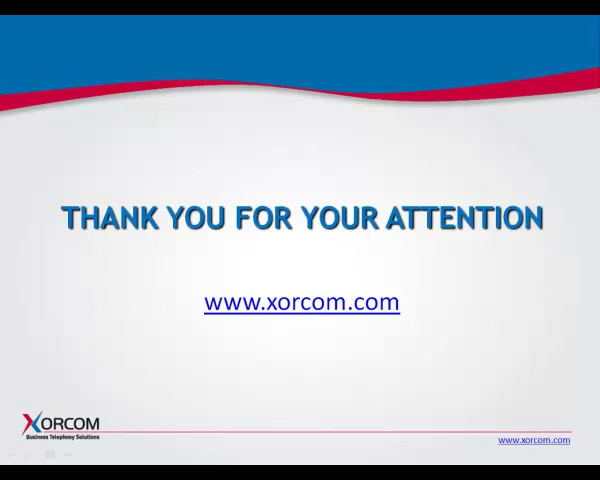 THANK YOU FOR YOUR ATTENTION
www.xorcom.com
XORCOM
Business Telephony Solutions
www.xorcom.com